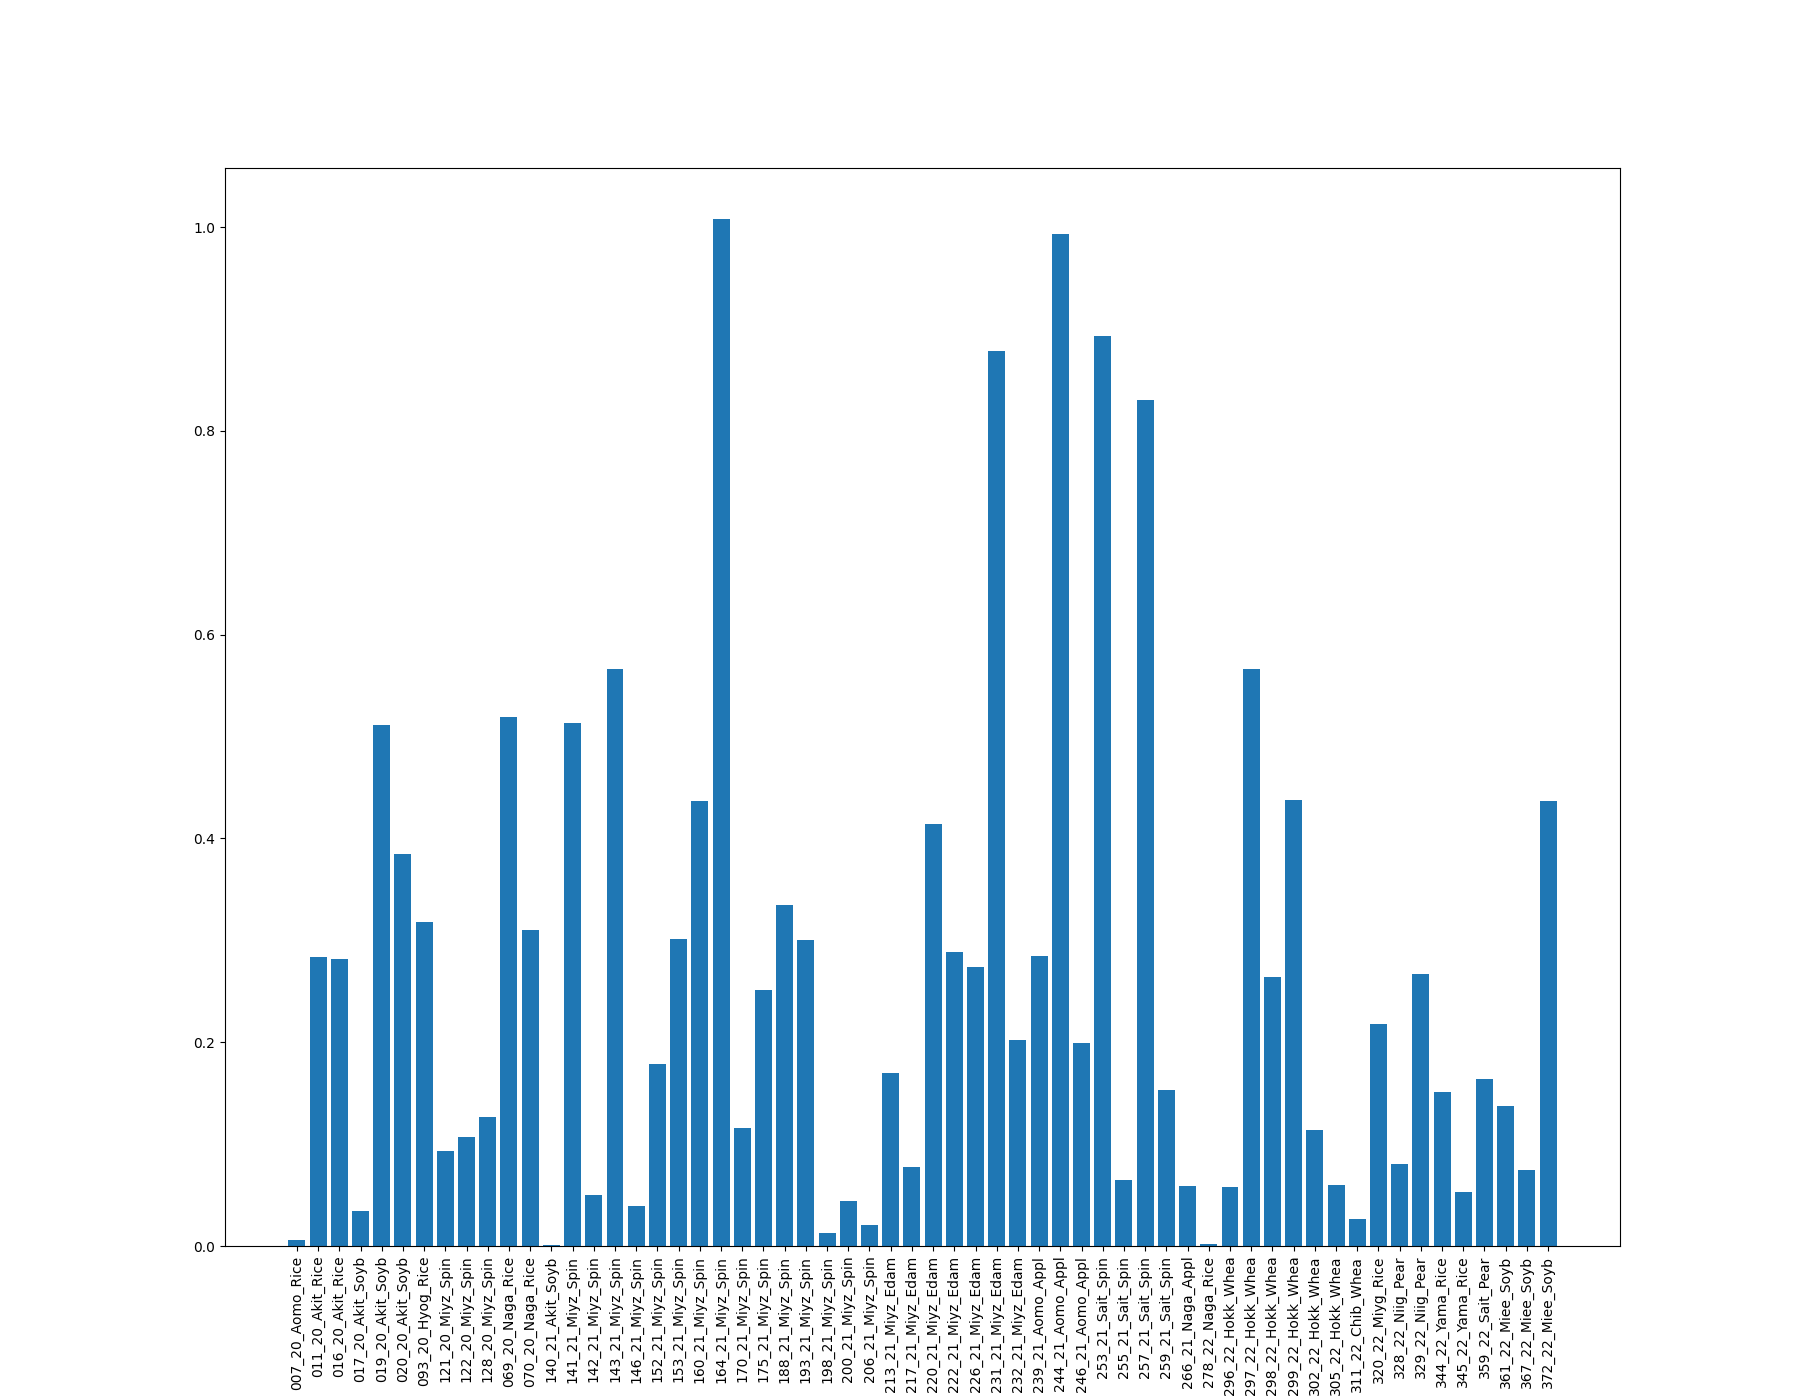 1.0
0.8
0.6
0.4
0.2
0.0
007_20_Aomo_Rice
011_20_Akit_Rice
016_20_Akit_Rice
017_20_Akit_Soyb
019_20_Akit_Soyb
020_20_Akit_Soyb
093_20_Hyog_Rice
121_20_Miyz_Spin
122_20_Miyz_Spin
128_20_Miyz_Spin
069_20_Naga_Rice
070_20_Naga_Rice
140_21_Akit_Soyb
141_21_Miyz_Spin
142_21_Miyz_Spin
143_21_Miyz_Spin
146_21_Miyz_Spin
152_21_Miyz_Spin
153_21_Miyz_Spin
160_21_Miyz_Spin
164_21_Miyz_Spin
170_21_Miyz_Spin
175_21_Miyz_Spin
188_21_Miyz_Spin
193_21_Miyz_Spin
198_21_Miyz_Spin
200_21_Miyz_Spin
206_21_Miyz_Spin
213_21_Miyz_Edam
217_21_Miyz_Edam
220_21_Miyz_Edam
222_21_Miyz_Edam
226_21_Miyz_Edam
231_21_Miyz_Edam
232_21_Miyz_Edam
239_21_Aomo_Appl
244_21_Aomo_Appl
246_21_Aomo_Appl
253_21_Sait_Spin
255_21_Sait_Spin
257_21_Sait_Spin
259_21_Sait_Spin
266_21_Naga_Appl
278_22_Naga_Rice
296_22_Hokk_Whea
297_22_Hokk_Whea
298_22_Hokk_Whea
299_22_Hokk_Whea
302_22_Hokk_Whea
305_22_Hokk_Whea
311_22_Chib_Whea
320_22_Miyg_Rice
328_22_Niig_Pear
329_22_Niig_Pear
344_22_Yama_Rice
345_22_Yama_Rice
359_22_Sait_Pear
361_22_Miee_Soyb
367_22_Miee_Soyb
372_22_Miee_Soyb